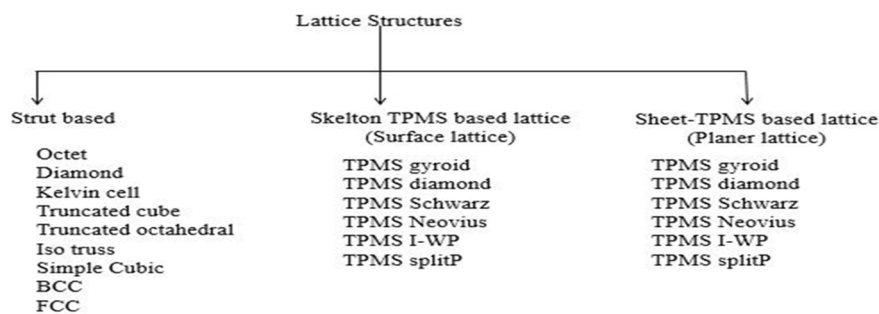 Lattice Structures
Strut based
Octet
Diamond
Kelvin cell
Truncated cube
Truncated octahedral
Iso truss
Simple Cubic
BCC
FCC
Skelton TPMS based lattice
(Surface lattice)
TPMS gyroid
TPMS diamond
TPMS Schwarz
TPMS Neovius
TPMS I-WP
TPMS splitP
Sheet-TPMS based lattice
(Planer lattice)
TPMS gyroid
TPMS diamond
TPMS Schwarz
TPMS Neovius
TPMS I-WP
TPMS splitP